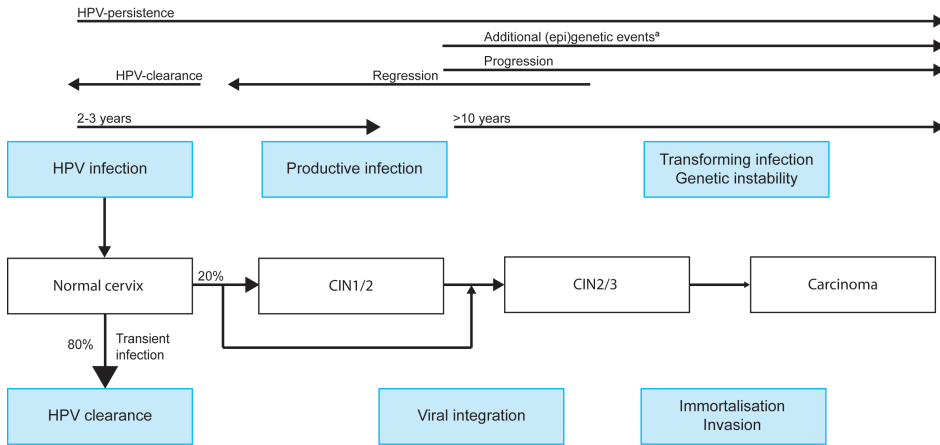 HPV-persistence
Additional (epi)genetic eventsª
Progression
HPV-clearance
Regression
2-3 years
>10 years
HPV infection
Productive infection
Transforming infection
Genetic instability
Normal cervix
20%
CIN1/2
CIN2/3
Carcinoma
80%
Transient
infection
HPV clearance
Viral integration
Immortalisation
Invasion